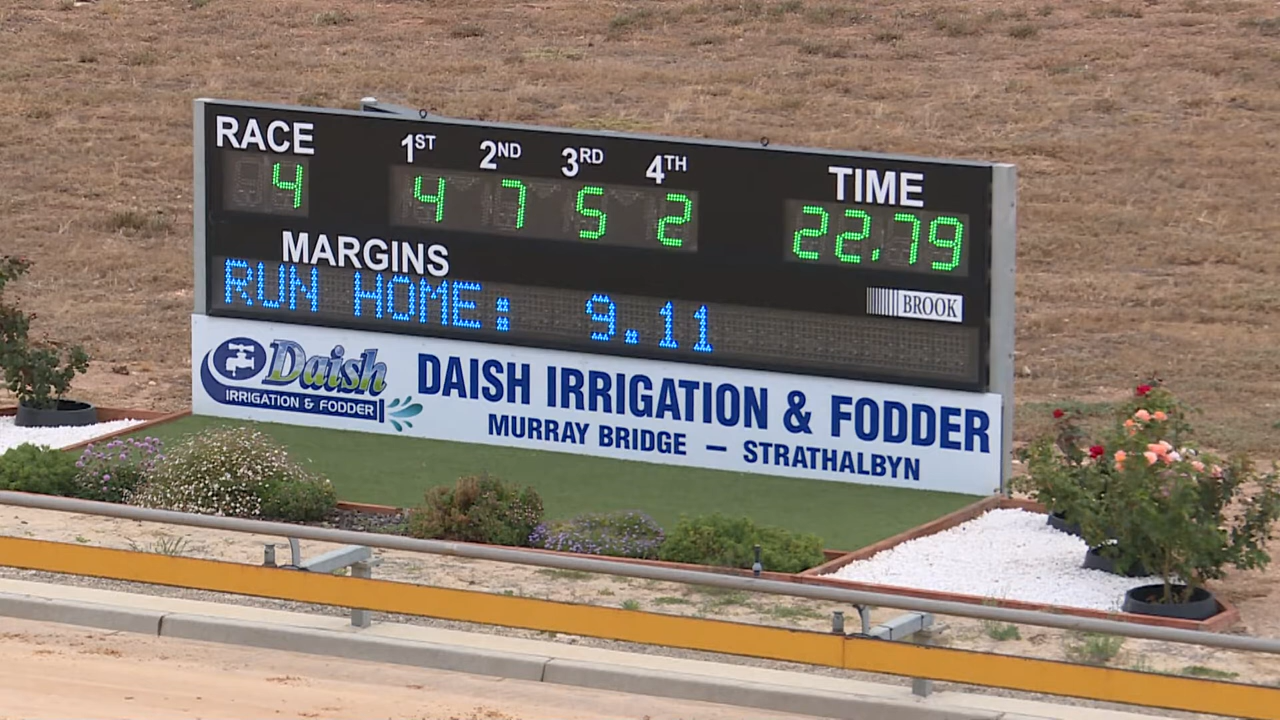 RACE 1ST 2ND 3RD 4TH TIME
4 4 7 5 2 22.79
MARGINS
RUN HOME: 9.11
BROOK
Daish
IRRIGATION & FODDER
DAISH IRRIGATION & FODDER
MURRAY BRIDGE – STRATHALBYN